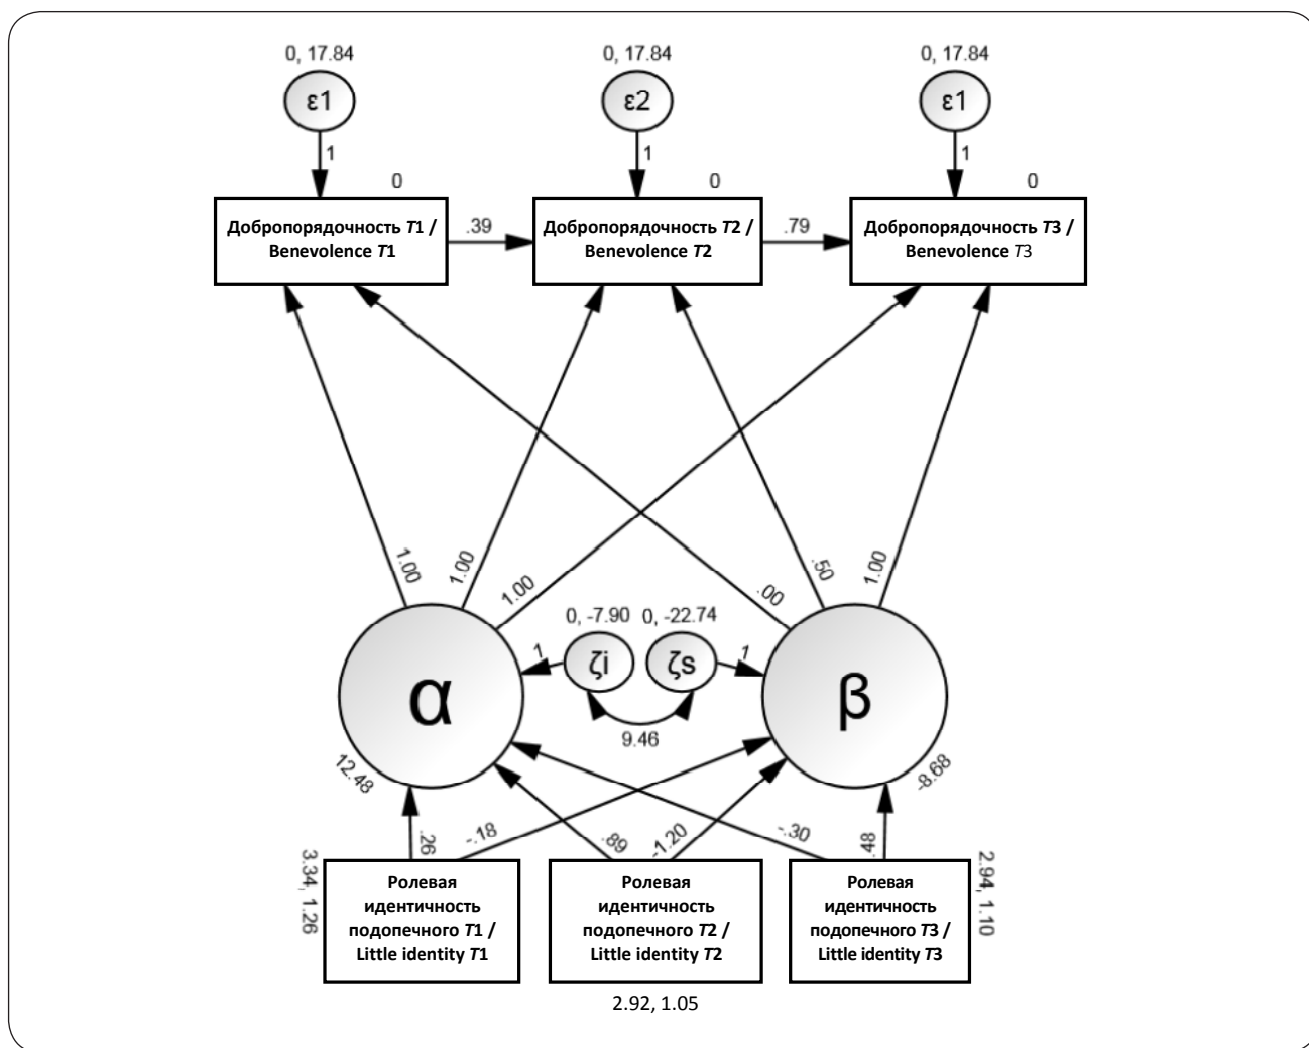 0, 17.84
0, 17.84
0, 17.84
ε1
ε2
ε1
1
1
1
0
0
0
Добропорядочность T1 /
Benevolence T1
.39
Добропорядочность T2 /
Benevolence T2
.79
Добропорядочность T3 /
Benevolence T3
1.00
1.00
1.00
.00
.50
1.00
0, -7.90
0, -22.74
1
ζi
ζs
1
α
β
9.46
12.48
-8.68
.26
-.18
.89
-1.20
-.30
.48
3.34, 1.26
2.94, 1.10
Ролевая
идентичность
подопечного T1 /
Little identity T1
Ролевая
идентичность
подопечного T2 /
Little identity T2
Ролевая
идентичность
подопечного T3 /
Little identity T3
2.92, 1.05